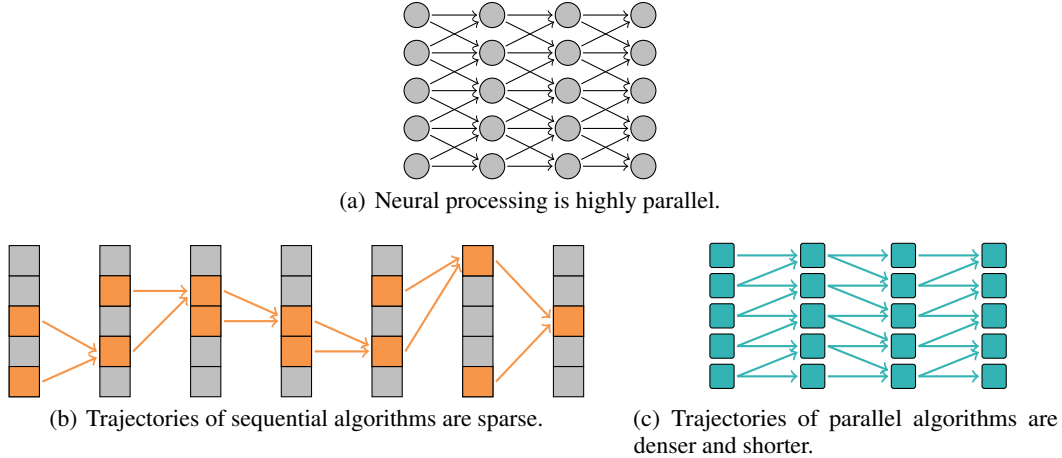 (a) Neural processing is highly parallel.
(b) Trajectories of sequential algorithms are sparse.
(c) Trajectories of parallel algorithms are
denser and shorter.